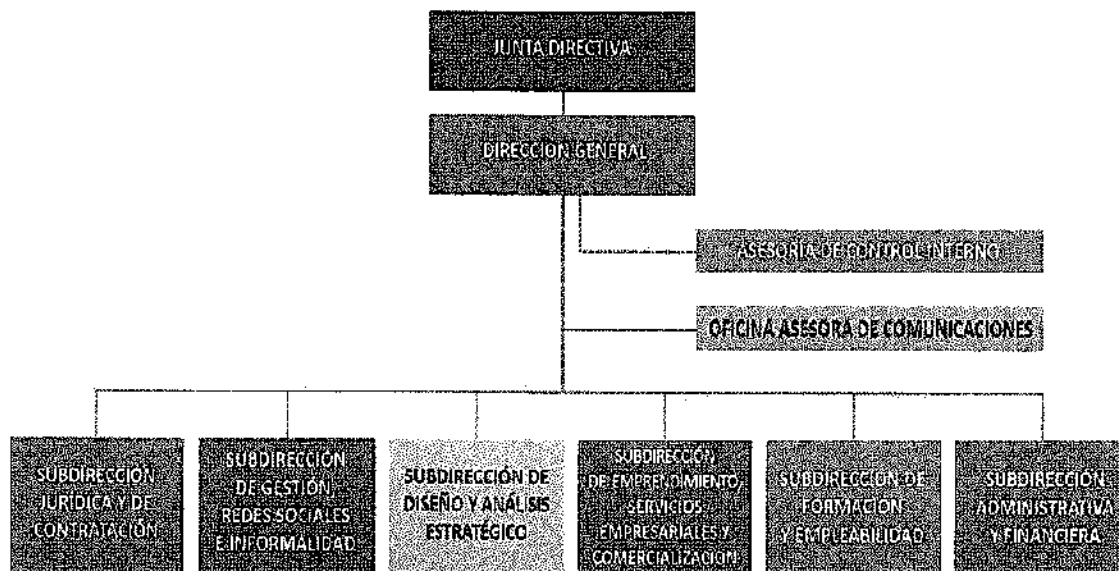 JUNTA DIRECTIVA
DIRECCIÓN GENERAL
ASESORÍA DE CONTROL INTERNO
OFICINA ASESORA DE COMUNICACIONES
SUBDIRECCIÓN
JURÍDICA Y DE
CONTRATACIÓN
SUBDIRECCIÓN
DE GESTIÓN,
REDES SOCIALES
E INFORMALIDAD
SUBDIRECCIÓN DE
DISEÑO Y ANÁLISIS
ESTRATÉGICO
SUBDIRECCIÓN
DE EMPRENDIMIENTO,
SERVICIOS
EMPRESARIALES Y
COMERCIALIZACIÓN
SUBDIRECCIÓN DE
FORMACIÓN
Y EMPLEABILIDAD
SUBDIRECCIÓN
ADMINISTRATIVA
Y FINANCIERA